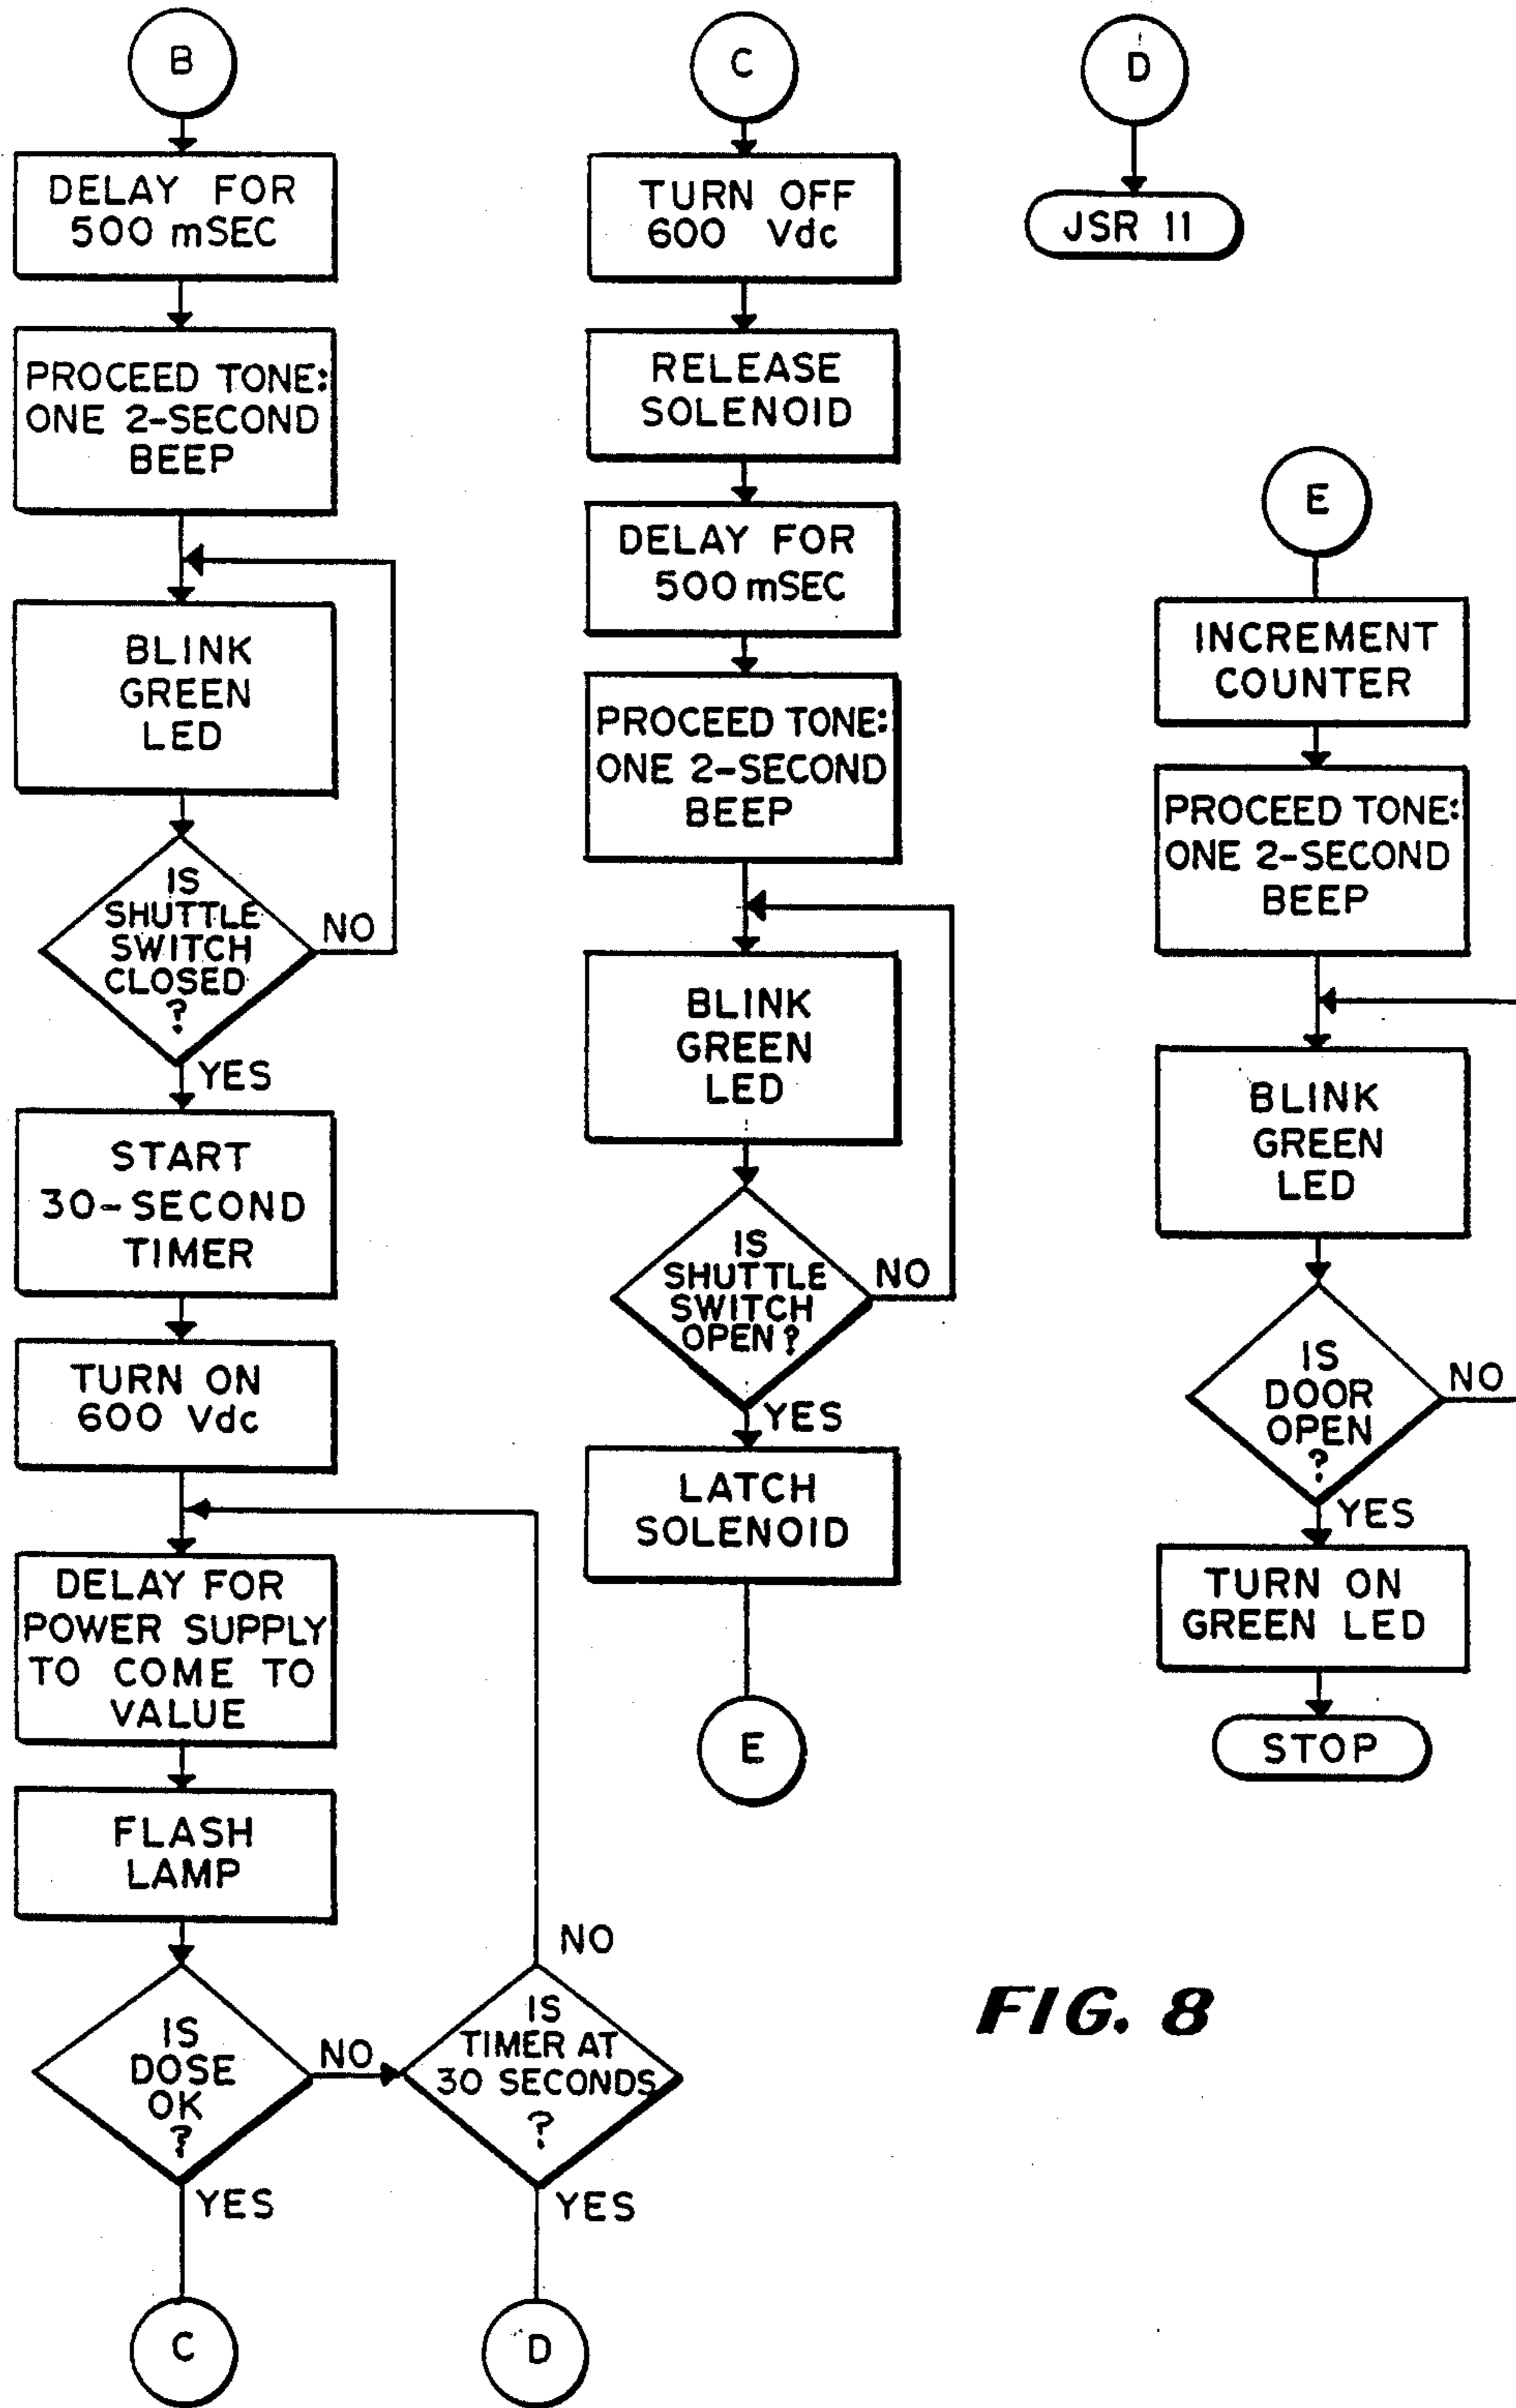 B
DELAY FOR
500 mSEC
PROCEED TONE:
ONE 2-SECOND
BEEP
BLINK
GREEN
LED
IS
SHUTTLE
SWITCH
CLOSED
?
NO
YES
START
30-SECOND
TIMER
TURN ON
600 Vdc
DELAY FOR
POWER SUPPLY
TO COME TO
VALUE
FLASH
LAMP
IS
DOSE
OK
?
NO
YES
C
IS
TIMER AT
30 SECONDS
?
NO
YES
D
C
TURN OFF
600 Vdc
RELEASE
SOLENOID
DELAY FOR
500 mSEC
PROCEED TONE:
ONE 2-SECOND
BEEP
BLINK
GREEN
LED
IS
SHUTTLE
SWITCH
OPEN?
NO
YES
LATCH
SOLENOID
E
D
JSR 11
E
INCREMENT
COUNTER
PROCEED TONE:
ONE 2-SECOND
BEEP
BLINK
GREEN
LED
IS
DOOR
OPEN
?
NO
YES
TURN ON
GREEN LED
STOP
FIG. 8